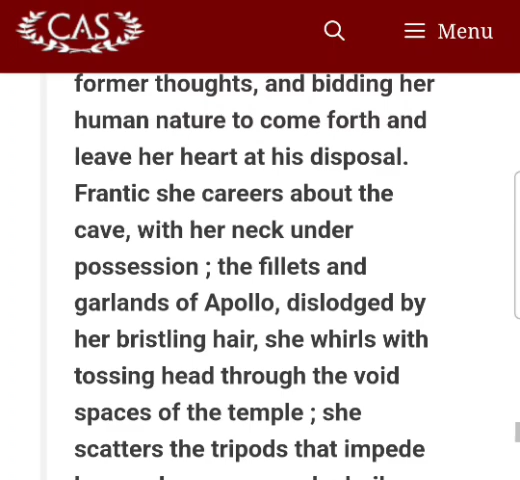 CAS
Menu
former thoughts, and bidding her
human nature to come forth and
leave her heart at his disposal.
Frantic she careers about the
cave, with her neck under
possession ; the fillets and
garlands of Apollo, dislodged by
her bristling hair, she whirls with
tossing head through the void
spaces of the temple ; she
scatters the tripods that impede